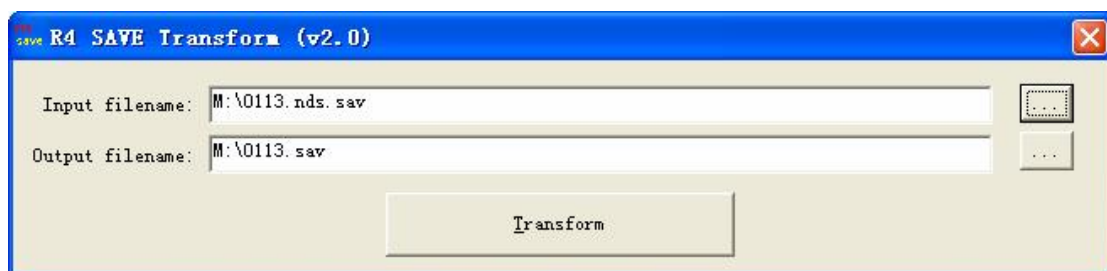 save R4 SAVE Transform (v2.0)
Input filename: M:\0113.nds.sav ...
Output filename: M:\0113.sav ...
Transform